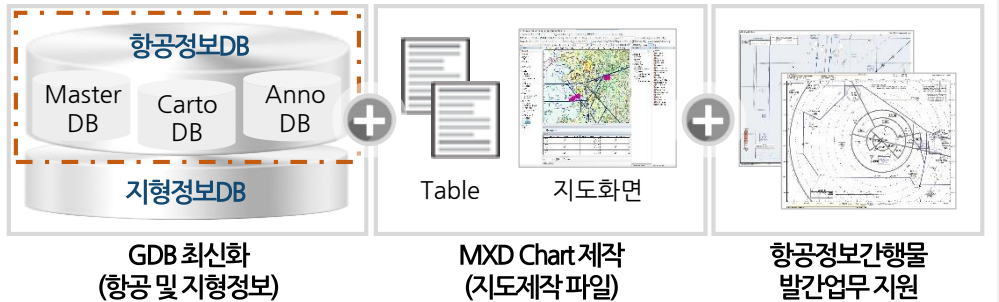 항공정보DB
Master
DB
Carto
DB
Anno
DB
지형정보DB
Table
지도화면
GDB 최신화
(항공 및 지형정보)
MXD Chart 제작
(지도제작 파일)
항공정보간행물
발간업무 지원